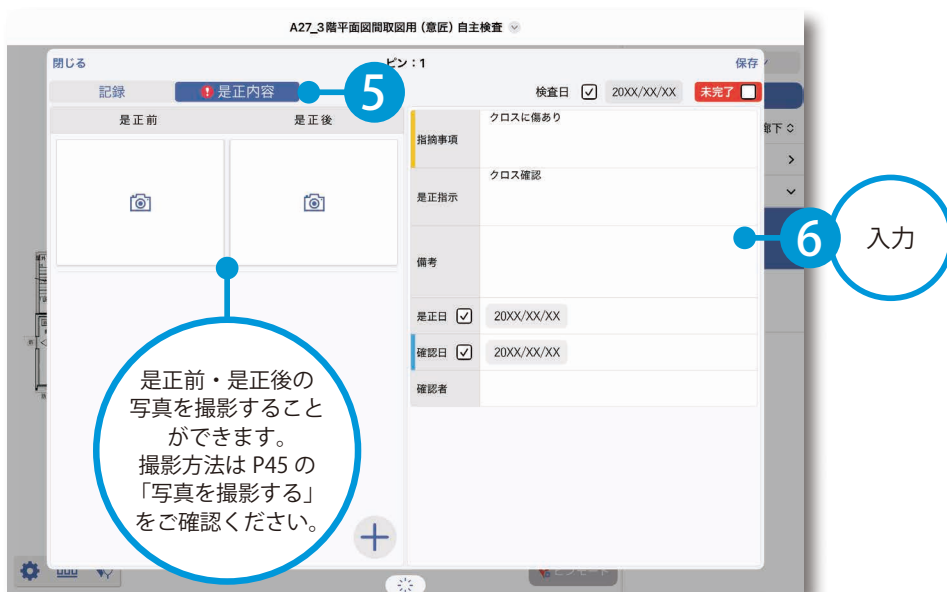 A27_3階平面図間取図用（意匠）自主検査
閉じる
ピン：1
保存
記録
是正内容
5
検査日
20XX/XX/XX
未完了
是正前
是正後
指摘事項
クロスに傷あり
是正指示
クロス確認
備考
6
入力
是正日
20XX/XX/XX
確認日
20XX/XX/XX
確認者
是正前・是正後の
写真を撮影すること
ができます。
撮影方法は P45 の
「写真を撮影する」
をご確認ください。
廊下